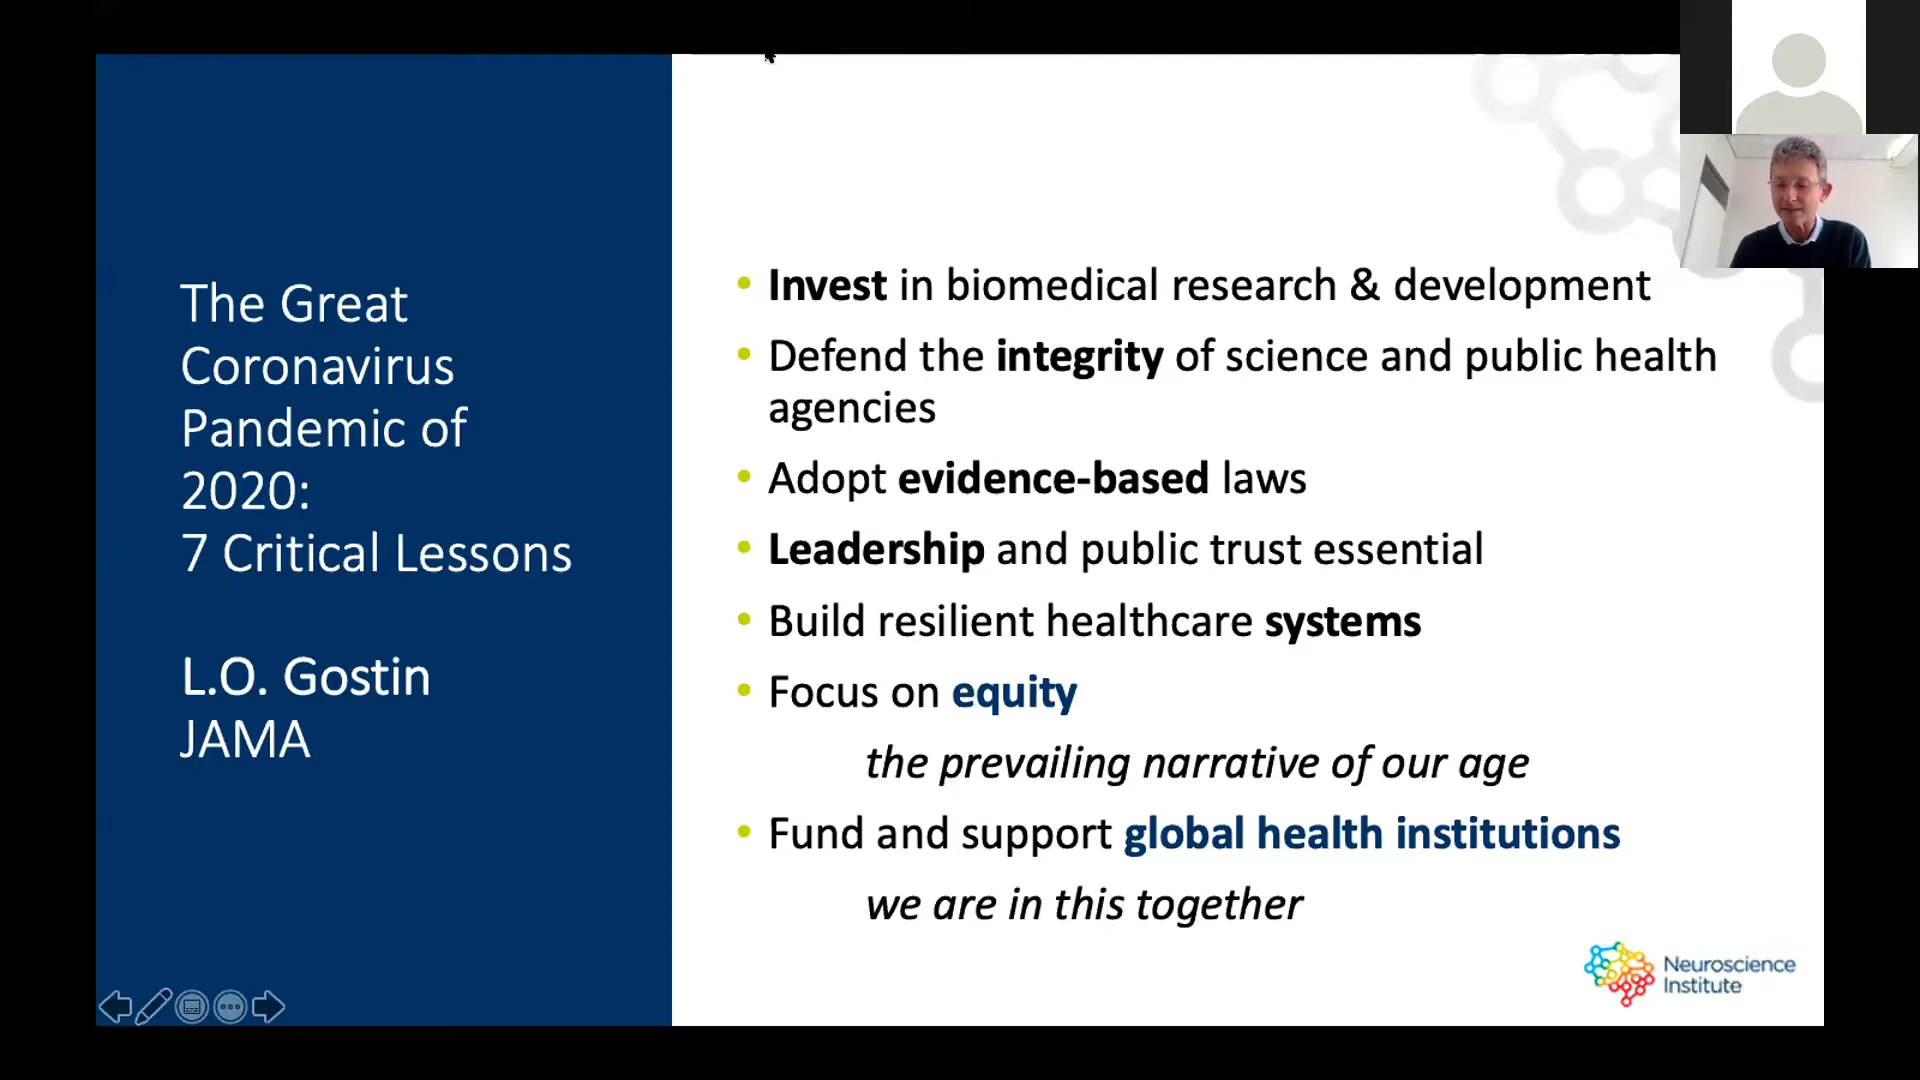 The Great
Coronavirus
Pandemic of
2020:
7 Critical Lessons
L.O. Gostin
JAMA
• Invest in biomedical research & development
• Defend the integrity of science and public health
agencies
• Adopt evidence-based laws
• Leadership and public trust essential
• Build resilient healthcare systems
• Focus on equity
the prevailing narrative of our age
• Fund and support global health institutions
we are in this together
Neuroscience
Institute